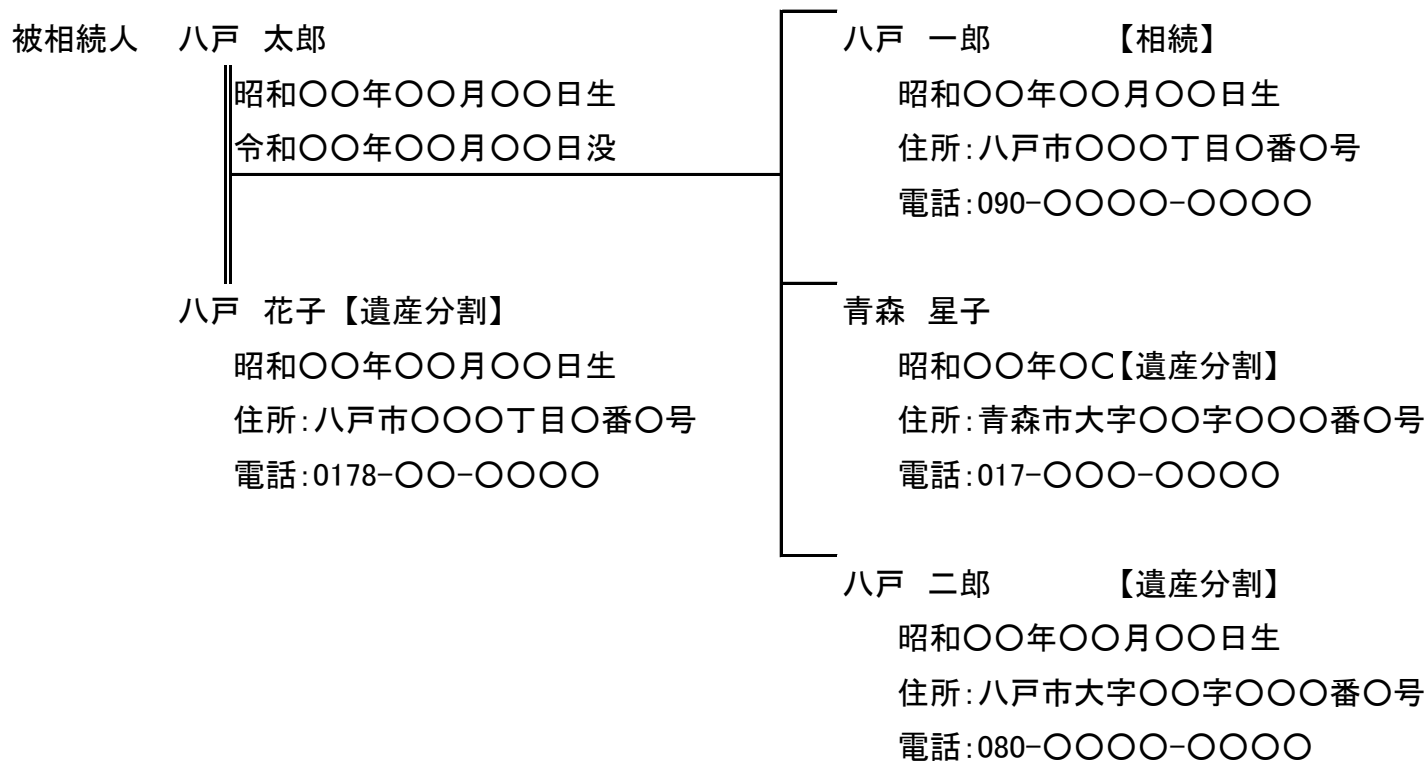 被相続人 八戸 太郎
昭和〇〇年〇〇月〇〇日生
令和〇〇年〇〇月〇〇日没
八戸 花子【遺産分割】
昭和〇〇年〇〇月〇〇日生
住所:八戸市〇〇〇丁目〇番〇号
電話:0178-〇〇-〇〇〇〇
八戸 一郎 【相続】
昭和〇〇年〇〇月〇〇日生
住所:八戸市〇〇〇丁目〇番〇号
電話:090-〇〇〇〇-〇〇〇〇
青森 星子
昭和〇〇年〇〇【遺産分割】
住所:青森市大字〇〇字〇〇〇番〇号
電話:017-〇〇〇-〇〇〇〇
八戸 二郎 【遺産分割】
昭和〇〇年〇〇月〇〇日生
住所:八戸市大字〇〇字〇〇〇番〇号
電話:080-〇〇〇〇-〇〇〇〇